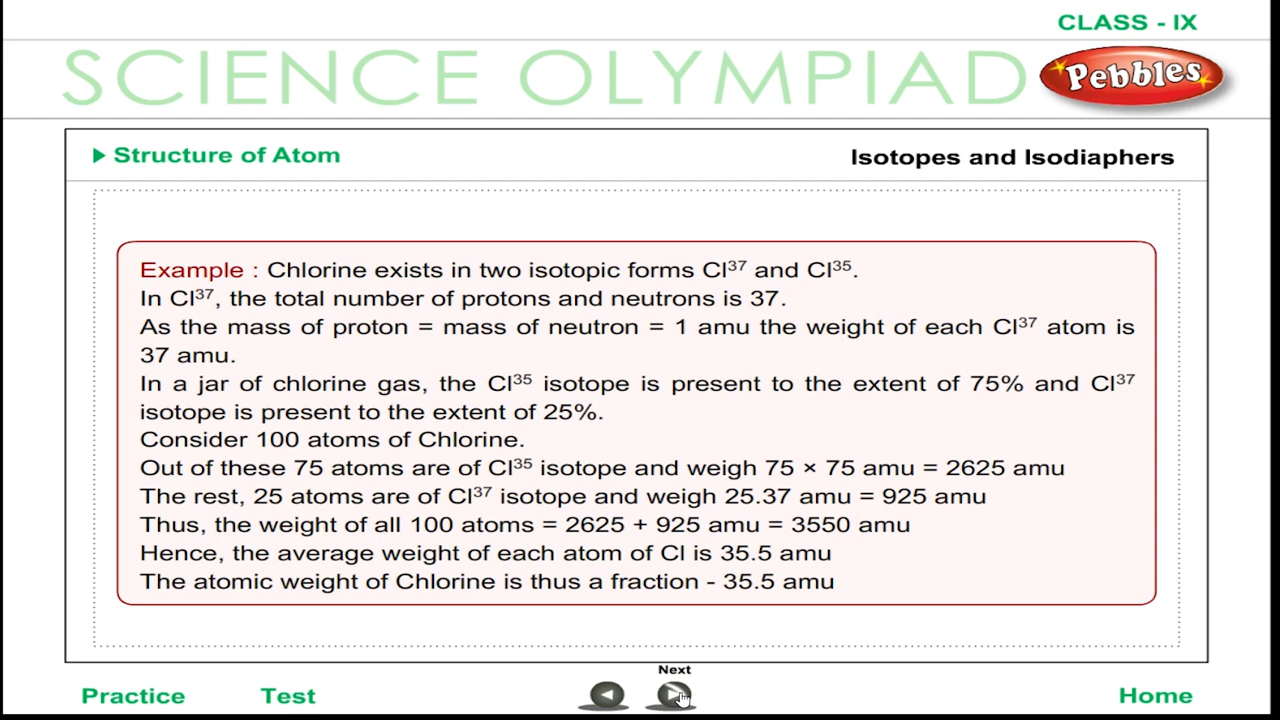 CLASS - IX
SCIENCE OLYMPIAD
Pebbles
Structure of Atom
Isotopes and Isodiaphers
Example : Chlorine exists in two isotopic forms Cl³⁷ and Cl³⁵.
In Cl³⁷, the total number of protons and neutrons is 37.
As the mass of proton = mass of neutron = 1 amu the weight of each Cl³⁷ atom is
37 amu.
In a jar of chlorine gas, the Cl³⁵ isotope is present to the extent of 75% and Cl³⁷
isotope is present to the extent of 25%.
Consider 100 atoms of Chlorine.
Out of these 75 atoms are of Cl³⁵ isotope and weigh 75 × 75 amu = 2625 amu
The rest, 25 atoms are of Cl³⁷ isotope and weigh 25.37 amu = 925 amu
Thus, the weight of all 100 atoms = 2625 + 925 amu = 3550 amu
Hence, the average weight of each atom of Cl is 35.5 amu
The atomic weight of Chlorine is thus a fraction - 35.5 amu
Next
Practice
Test
Home